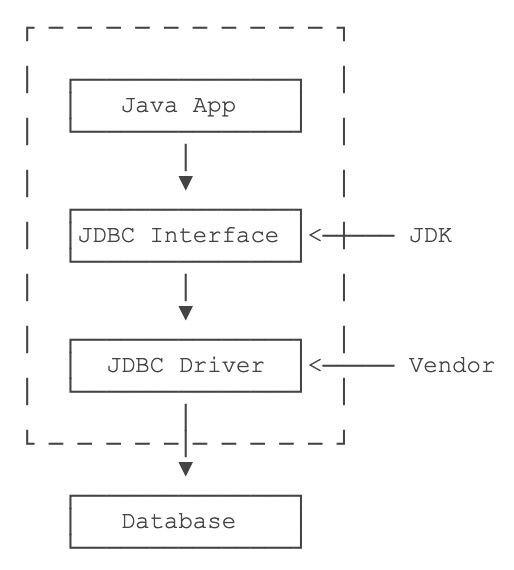 Java App
JDBC Interface <—— JDK
JDBC Driver <—— Vendor
Database